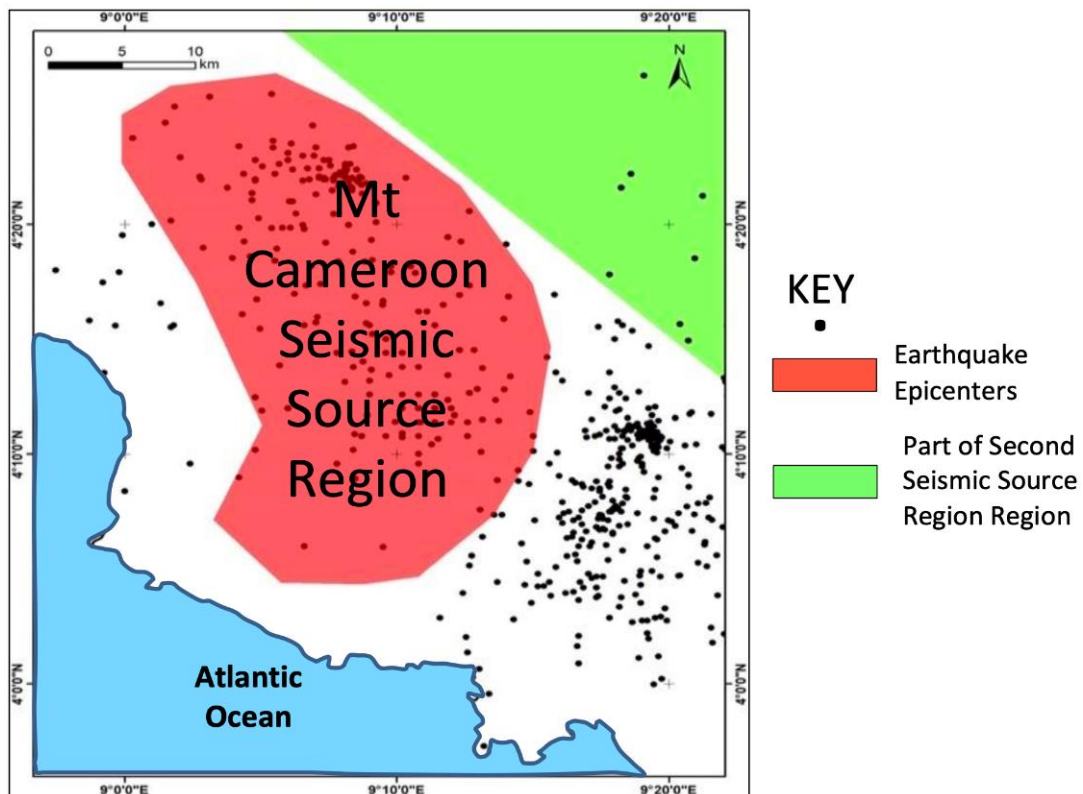 9°0'0"E 9°10'0"E 9°20'0"E
0 5 10
km
N
4°20'0"N 4°20'0"N
Mt
Cameroon
Seismic
Source
Region
KEY
Earthquake
Epicenters
Part of Second
Seismic Source
Region Region
4°10'0"N 4°10'0"N
4°0'0"N 4°0'0"N
Atlantic
Ocean
9°0'0"E 9°10'0"E 9°20'0"E